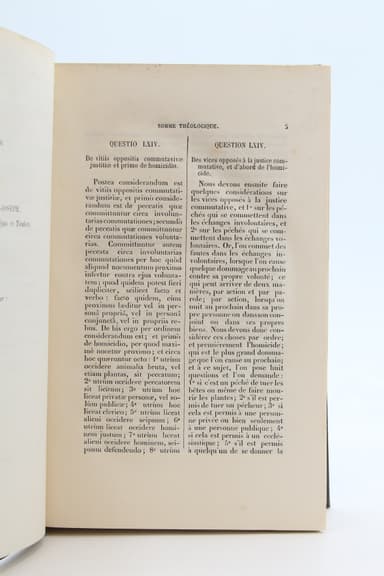 SOMME THÉOLOGIQUE. 5
QUÆSTIO LXIV.
De vitiis oppositis commutativæ
justitiæ et primo de homicidio.
Postea considerandum est
de vitiis oppositis commutati-
væ justitiæ, et primò conside-
randum est de peccatis quæ
committuntur circa involun-
tarias commutationes; secundò
de peccatis quæ committuntur
circa commutationes volunta-
rias. Committuntur autem
peccata circa involuntarias
commutationes per hoc quòd
aliquod nocumentum proximo
infertur contra ejus volunta-
tem: quod quidem potest fieri
dupliciter, scilicet facto et
verbo: facto quidem, cùm
proximus læditur vel in per-
sonâ propriâ, vel in personâ
conjunctâ, vel in propriis re-
bus. De his ergo per ordinem
considerandum est; et primò
de homicidio, per quod maxi-
mè nocetur proximo; et circa
hoc quæruntur octo: 1° utrùm
occidere animalia bruta, vel
etiam plantas, sit peccatum;
2° utrùm occidere peccatorem
sit licitum; 3° utrùm hoc
liceat privatæ personæ, vel so-
lùm publicæ; 4° utrùm hoc
liceat clerico; 5° utrùm liceat
alicui occidere seipsum; 6°
utrùm liceat occidere homi-
nem justum; 7° utrùm liceat
alicui occidere hominem, sei-
psum defendendo; 8° utrùm
QUESTION LXIV.
Des vices opposés à la justice com-
mutative, et d'abord de l'homi-
cide.
Nous devons ensuite faire
quelques considérations sur
les vices opposés à la justice
commutative, et 1° sur les pé-
chés qui se commettent dans
les échanges involontaires, et
2° sur les péchés qui se com-
mettent dans les échanges vo-
lontaires. Or, l'on commet des
fautes dans les échanges in-
volontaires, lorsque l'on cause
quelque dommage au prochain
contre sa propre volonté; ce
qui peut arriver de deux ma-
nières, par action et par pa-
role; par action, lorsqu'on
nuit au prochain dans sa pro-
pre personne ou dans son con-
joint ou dans ses propres
biens. Nous devons donc consi-
dérer ces choses par ordre; et
premièrement l'homicide; qui
est le plus grand domma-
ge que l'on cause au prochain;
et à ce sujet, l'on pose huit
questions et l'on demande:
1° si c'est un péché de tuer les
bêtes ou même de faire mou-
rir les plantes; 2° s'il est per-
mis de tuer un pécheur; 3° si
cela est permis à une person-
ne privée ou bien seulement
à une personne publique; 4°
si cela est permis à un ecclé-
siastique; 5° s'il est permis
à quelqu'un de se donner la